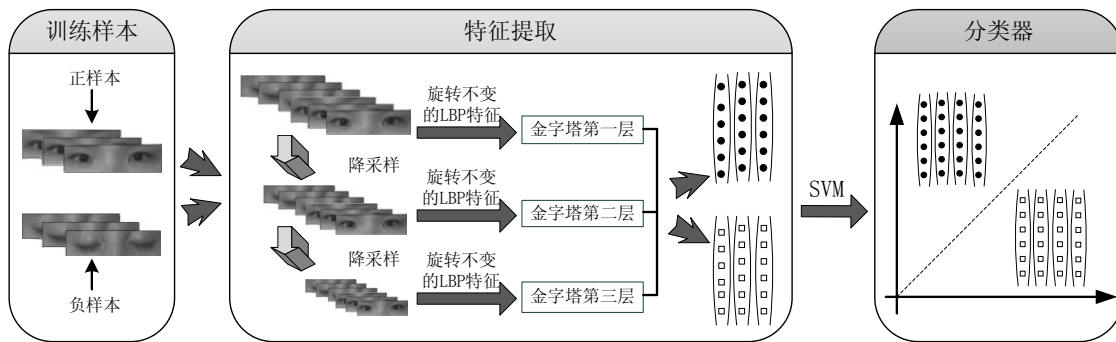 训练样本
正样本
负样本
特征提取
旋转不变
的LBP特征
金字塔第一层
降采样
旋转不变
的LBP特征
金字塔第二层
降采样
旋转不变
的LBP特征
金字塔第三层
SVM
分类器